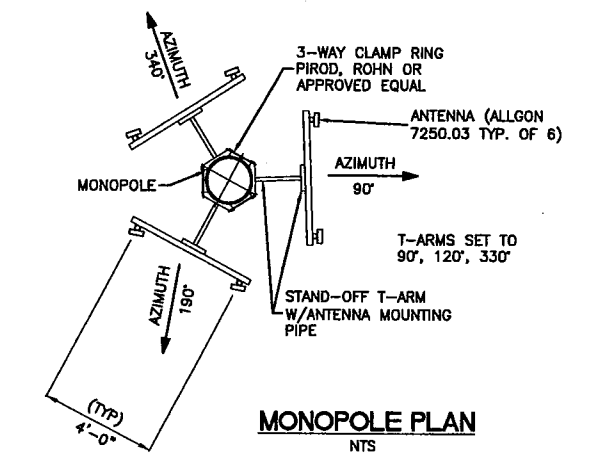 AZIMUTH
340°
3-WAY CLAMP RING
PIROD, ROHN OR
APPROVED EQUAL
ANTENNA (ALLGON
7250.03 TYP. OF 6)
AZIMUTH
90°
MONOPOLE
T-ARMS SET TO
90°, 120°, 330°
AZIMUTH
190°
STAND-OFF T-ARM
W/ANTENNA MOUNTING
PIPE
(TYP)
4'-0"
MONOPOLE PLAN
NTS